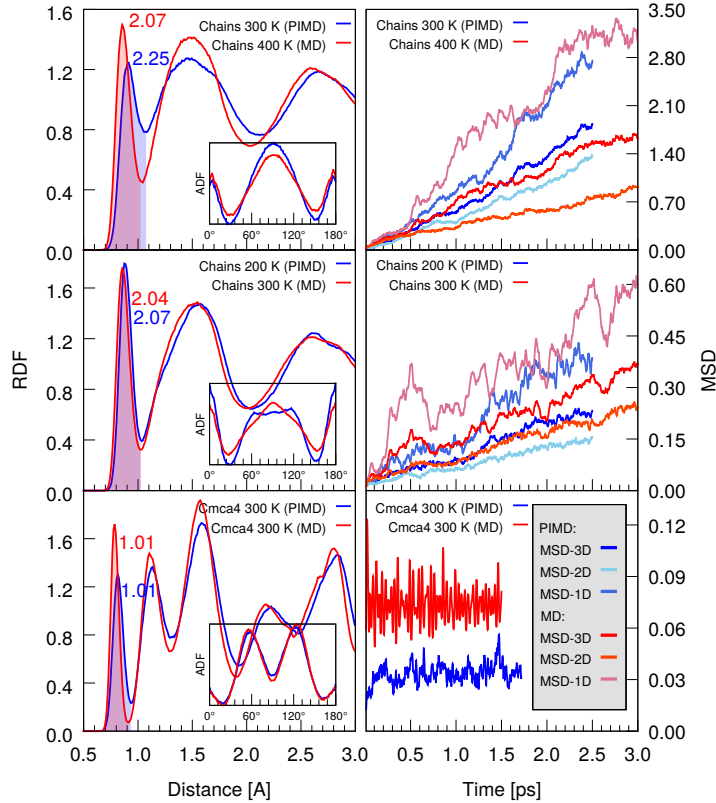 1.6
1.2
0.8
0.4
0.0
2.07
2.25
Chains 300 K (PIMD)
Chains 400 K (MD)
ADF
0° 60° 120° 180°
Chains 300 K (PIMD)
Chains 400 K (MD)
3.50
2.80
2.10
1.40
0.70
0.00
RDF
1.6
1.2
0.8
0.4
0.0
2.04
2.07
Chains 200 K (PIMD)
Chains 300 K (MD)
ADF
0° 60° 120° 180°
Chains 200 K (PIMD)
Chains 300 K (MD)
0.60
0.45
0.30
0.15
0.00
MSD
1.6
1.2
0.8
0.4
0.0
1.01
1.01
Cmca4 300 K (PIMD)
Cmca4 300 K (MD)
ADF
0° 60° 120° 180°
Cmca4 300 K (PIMD)
Cmca4 300 K (MD)
PIMD:
MSD-3D
MSD-2D
MSD-1D
MD:
MSD-3D
MSD-2D
MSD-1D
0.12
0.09
0.06
0.03
0.00
0.5 1.0 1.5 2.0 2.5 3.0
Distance [A]
0.5 1.0 1.5 2.0 2.5 3.0
Time [ps]